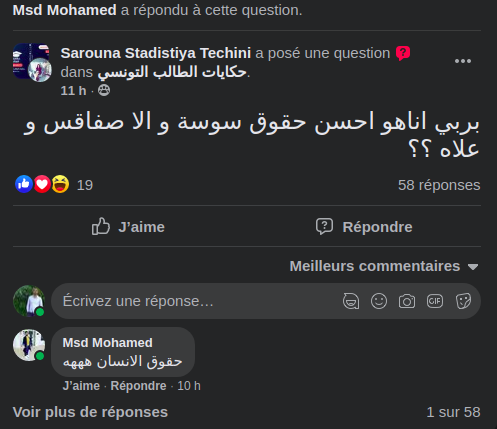 Msd Mohamed a répondu à cette question.
Sarouna Stadistiya Techini a posé une question
dans حكايات الطالب التونسي.
11 h ·
بربي اناهو احسن حقوق سوسة و الا صفاقس و
علاه ؟؟
19
58 réponses
J’aime
Répondre
Meilleurs commentaires
Écrivez une réponse…
GIF
Msd Mohamed
حقوق الانسان هههه
J’aime · Répondre · 10 h
Voir plus de réponses
1 sur 58